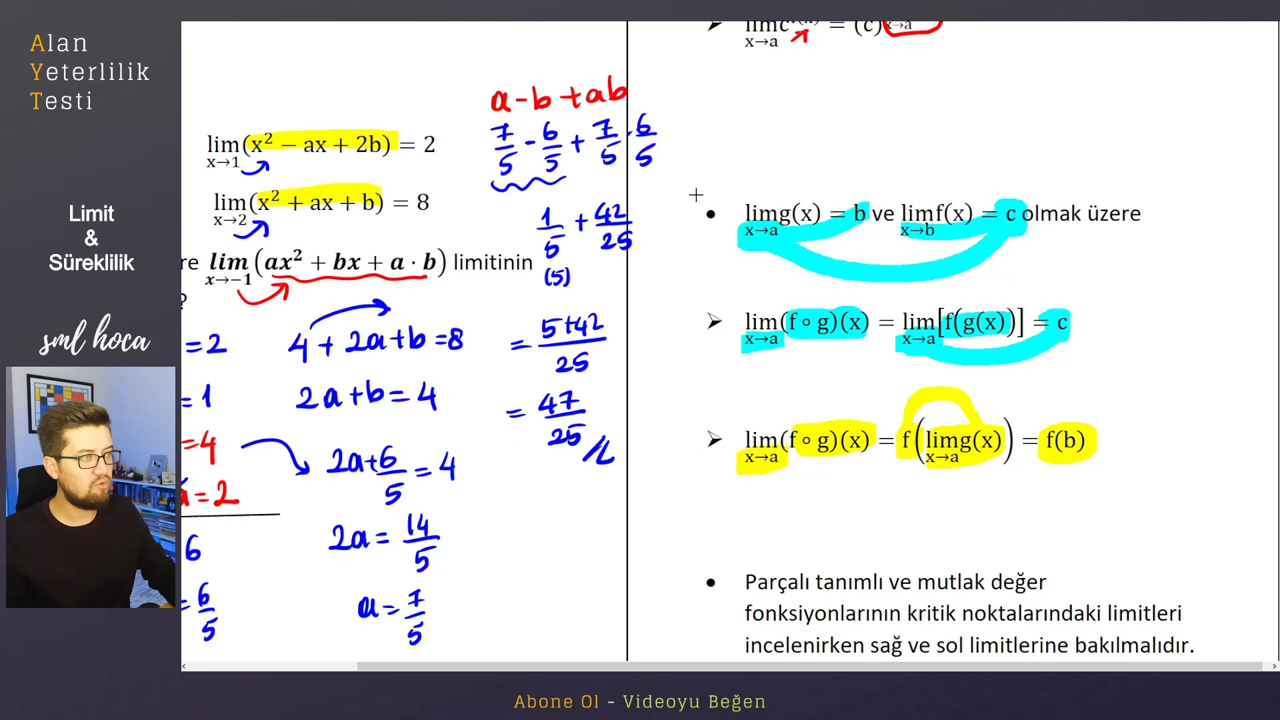 Alan
Yeterlilik
Testi
Limit
&
Süreklilik
sml hoca
lim(x² − ax + 2b) = 2
x→1
lim(x² + ax + b) = 8
x→2
re lim(ax² + bx + a · b) limitinin
x→−1
?
= 2
= 1
= 4
= 2
6
= 6/5
4 + 2a + b = 8
2a + b = 4
2a + 6/5 = 4
2a = 14/5
a = 7/5
a - b + ab
7/5 - 6/5 + 7/5 · 6/5
1/5 + 42/25
(5)
= 5+42/25
= 47/25 //
= (c)
lim c
x→a
x→a
• lim g(x) = b ve lim f(x) = c olmak üzere
x→a x→b
➢ lim(f ∘ g)(x) = lim[f(g(x))] = c
x→a x→a
➢ lim(f ∘ g)(x) = f(lim g(x)) = f(b)
x→a x→a
• Parçalı tanımlı ve mutlak değer
fonksiyonlarının kritik noktalarındaki limitleri
incelenirken sağ ve sol limitlerine bakılmalıdır.
Abone Ol - Videoyu Beğen